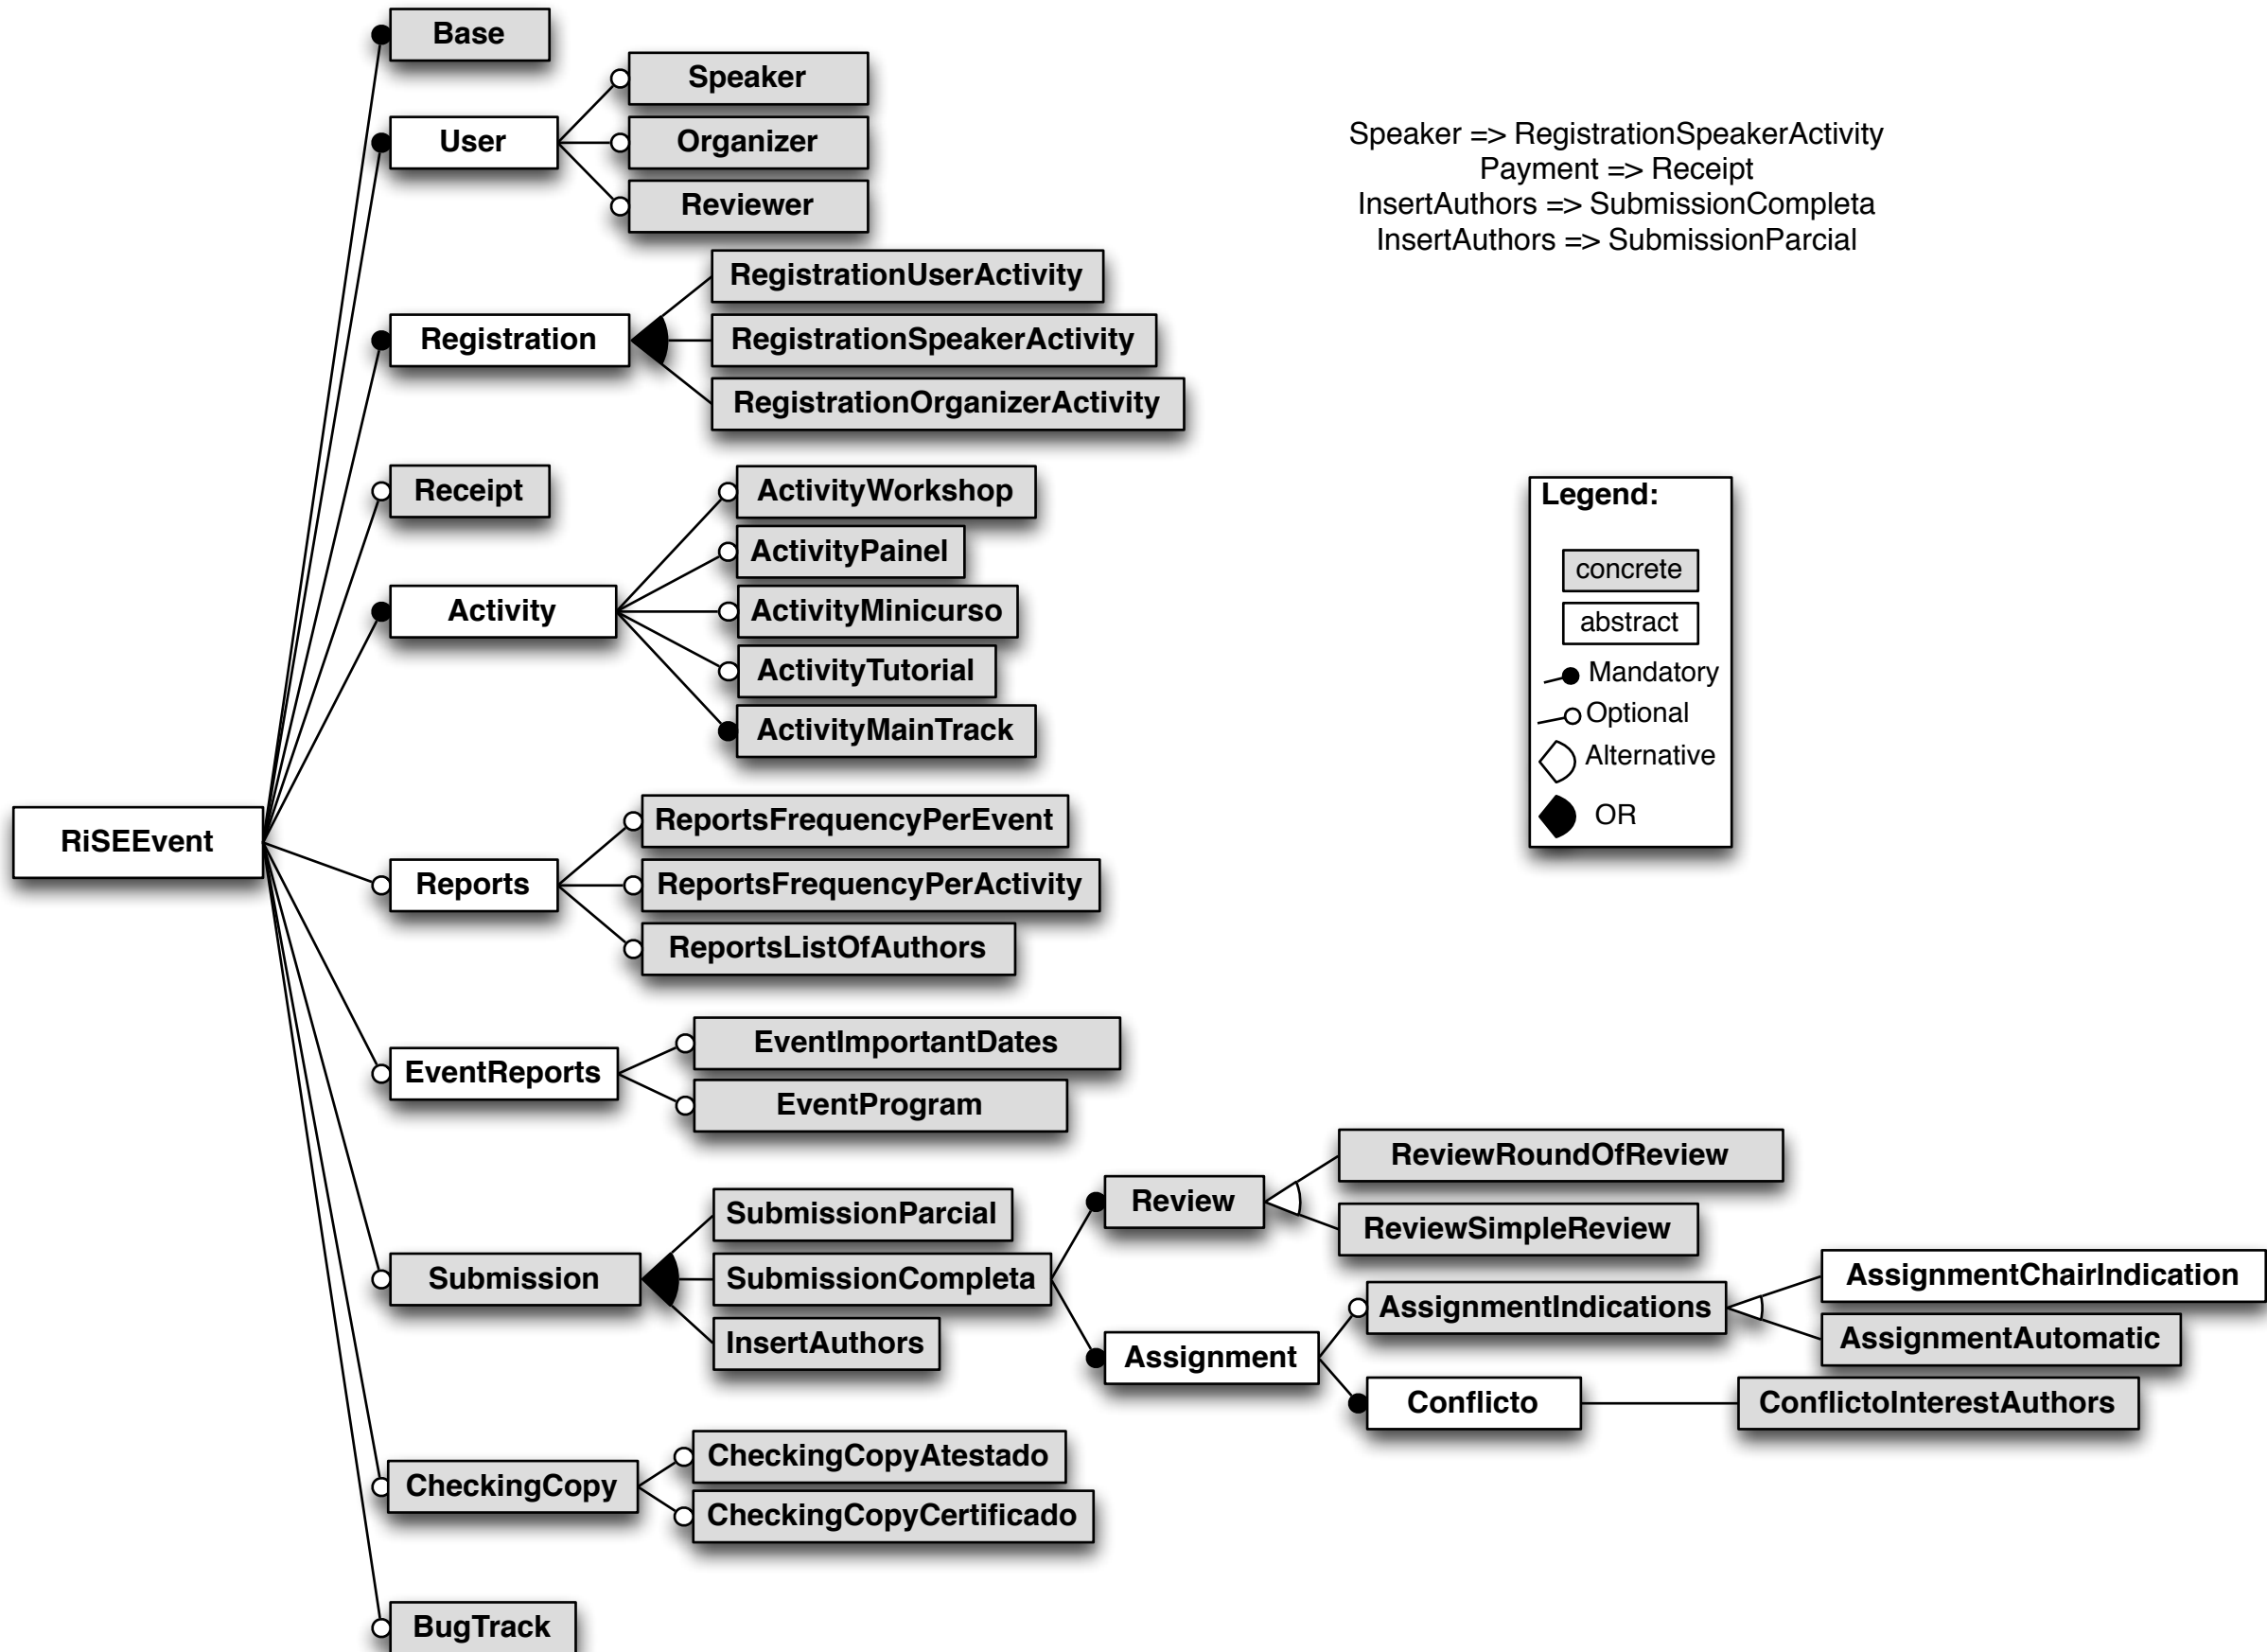 Base
Speaker
User
Organizer
Reviewer
Speaker => RegistrationSpeakerActivity
Payment => Receipt
InsertAuthors => SubmissionCompleta
InsertAuthors => SubmissionParcial
RegistrationUserActivity
Registration
RegistrationSpeakerActivity
RegistrationOrganizerActivity
Receipt
ActivityWorkshop
ActivityPainel
Activity
ActivityMinicurso
ActivityTutorial
ActivityMainTrack
Legend:
concrete
abstract
Mandatory
Optional
Alternative
OR
RiSEEvent
ReportsFrequencyPerEvent
Reports
ReportsFrequencyPerActivity
ReportsListOfAuthors
EventReports
EventImportantDates
EventProgram
Submission
SubmissionParcial
SubmissionCompleta
InsertAuthors
Review
ReviewRoundOfReview
ReviewSimpleReview
Assignment
AssignmentIndications
AssignmentChairIndication
AssignmentAutomatic
Conflicto
ConflictoInterestAuthors
CheckingCopy
CheckingCopyAtestado
CheckingCopyCertificado
BugTrack